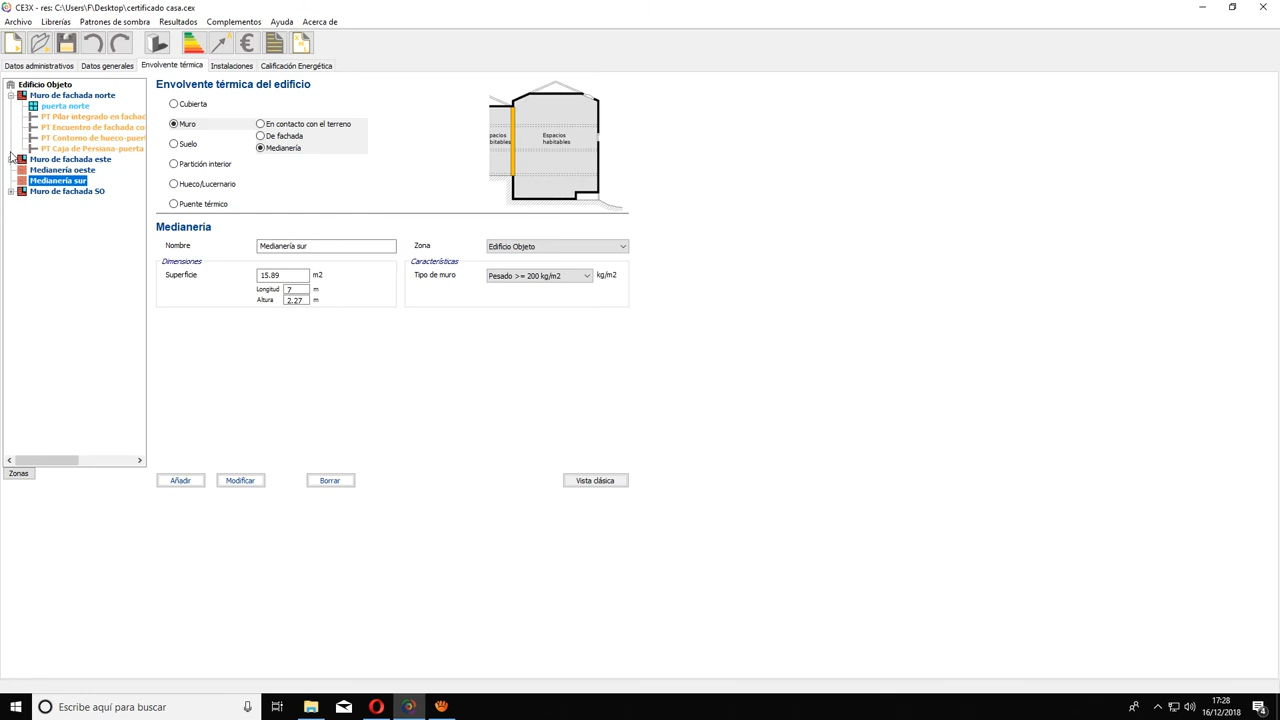 CE3X - res: C:\Users\F\Desktop\certificado casa.cex
Archivo Librerías Patrones de sombra Resultados Complementos Ayuda Acerca de
Datos administrativos Datos generales Envolvente térmica Instalaciones Calificación Energética
Edificio Objeto
Muro de fachada norte
puerta norte
PT Pilar integrado en fachad
PT Encuentro de fachada co
PT Contorno de hueco-puert
PT Caja de Persiana-puerta
Muro de fachada este
Medianería oeste
Medianería sur
Muro de fachada SO
Zonas
Envolvente térmica del edificio
Cubierta
Muro
Suelo
Partición interior
Hueco/Lucernario
Puente térmico
En contacto con el terreno
De fachada
Medianería
pacios
bitables
Espacios
habitables
Medianería
Nombre Medianería sur Zona Edificio Objeto
Dimensiones Características
Superficie 15.89 m2 Tipo de muro Pesado >= 200 kg/m2 kg/m2
Longitud 7 m
Altura 2.27 m
Añadir Modificar Borrar Vista clásica
Escribe aquí para buscar
17:28
16/12/2018
4